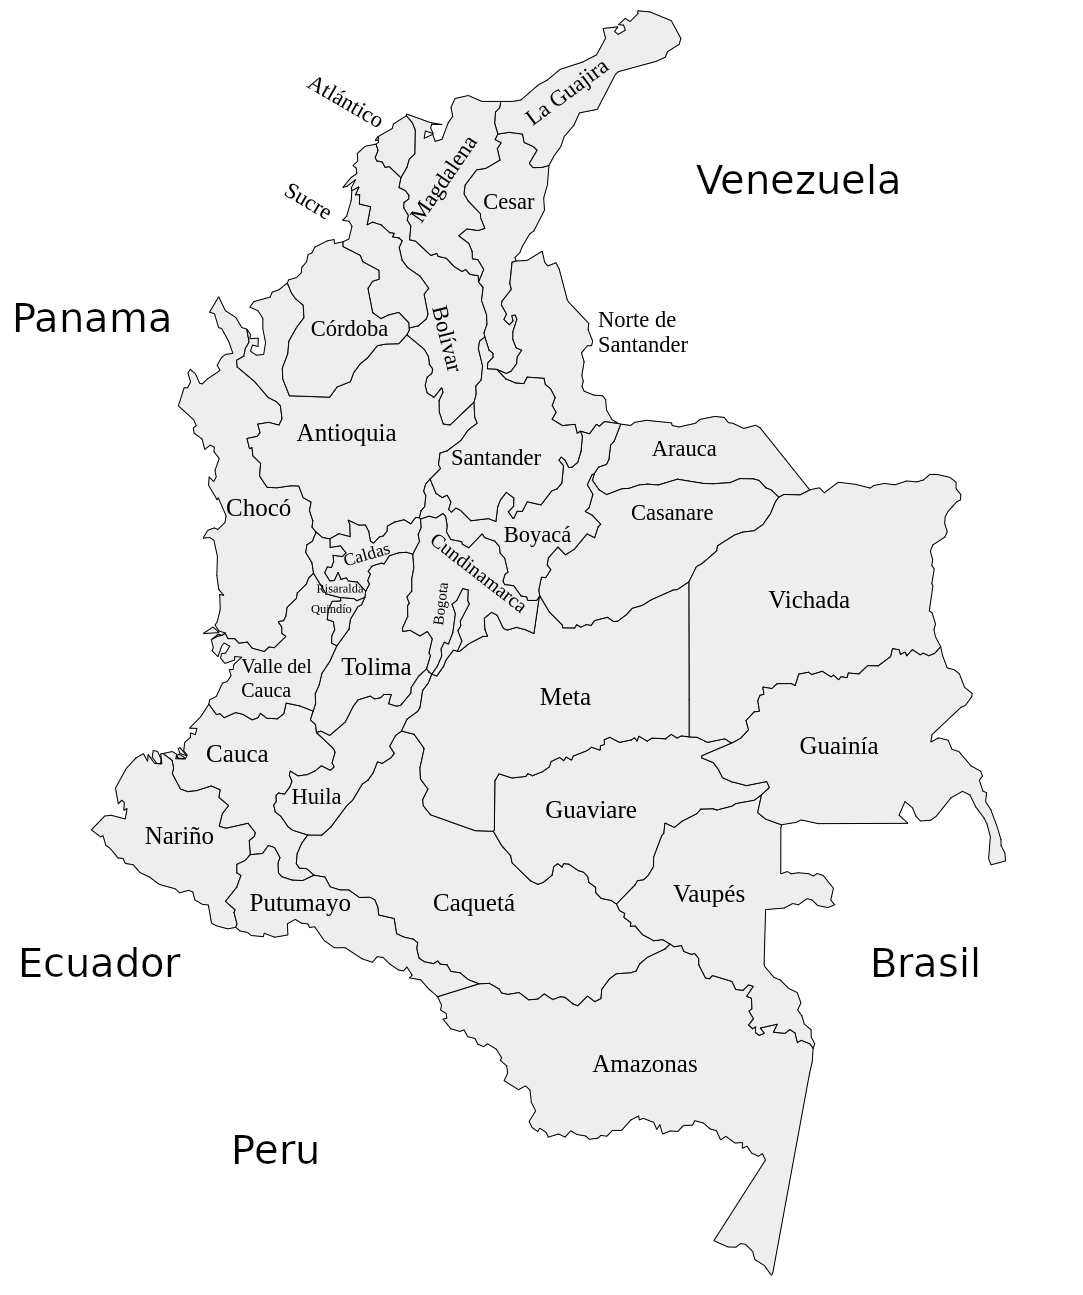 La Guajira
Atlántico
Magdalena
Venezuela
Sucre
Cesar
Panama
Córdoba
Bolívar
Norte de
Santander
Antioquia
Santander
Arauca
Chocó
Casanare
Boyacá
Caldas
Cundinamarca
Risaralda
Quindío
Bogota
Vichada
Valle del
Cauca
Tolima
Meta
Guainía
Cauca
Huila
Guaviare
Nariño
Putumayo
Caquetá
Vaupés
Ecuador
Brasil
Amazonas
Peru